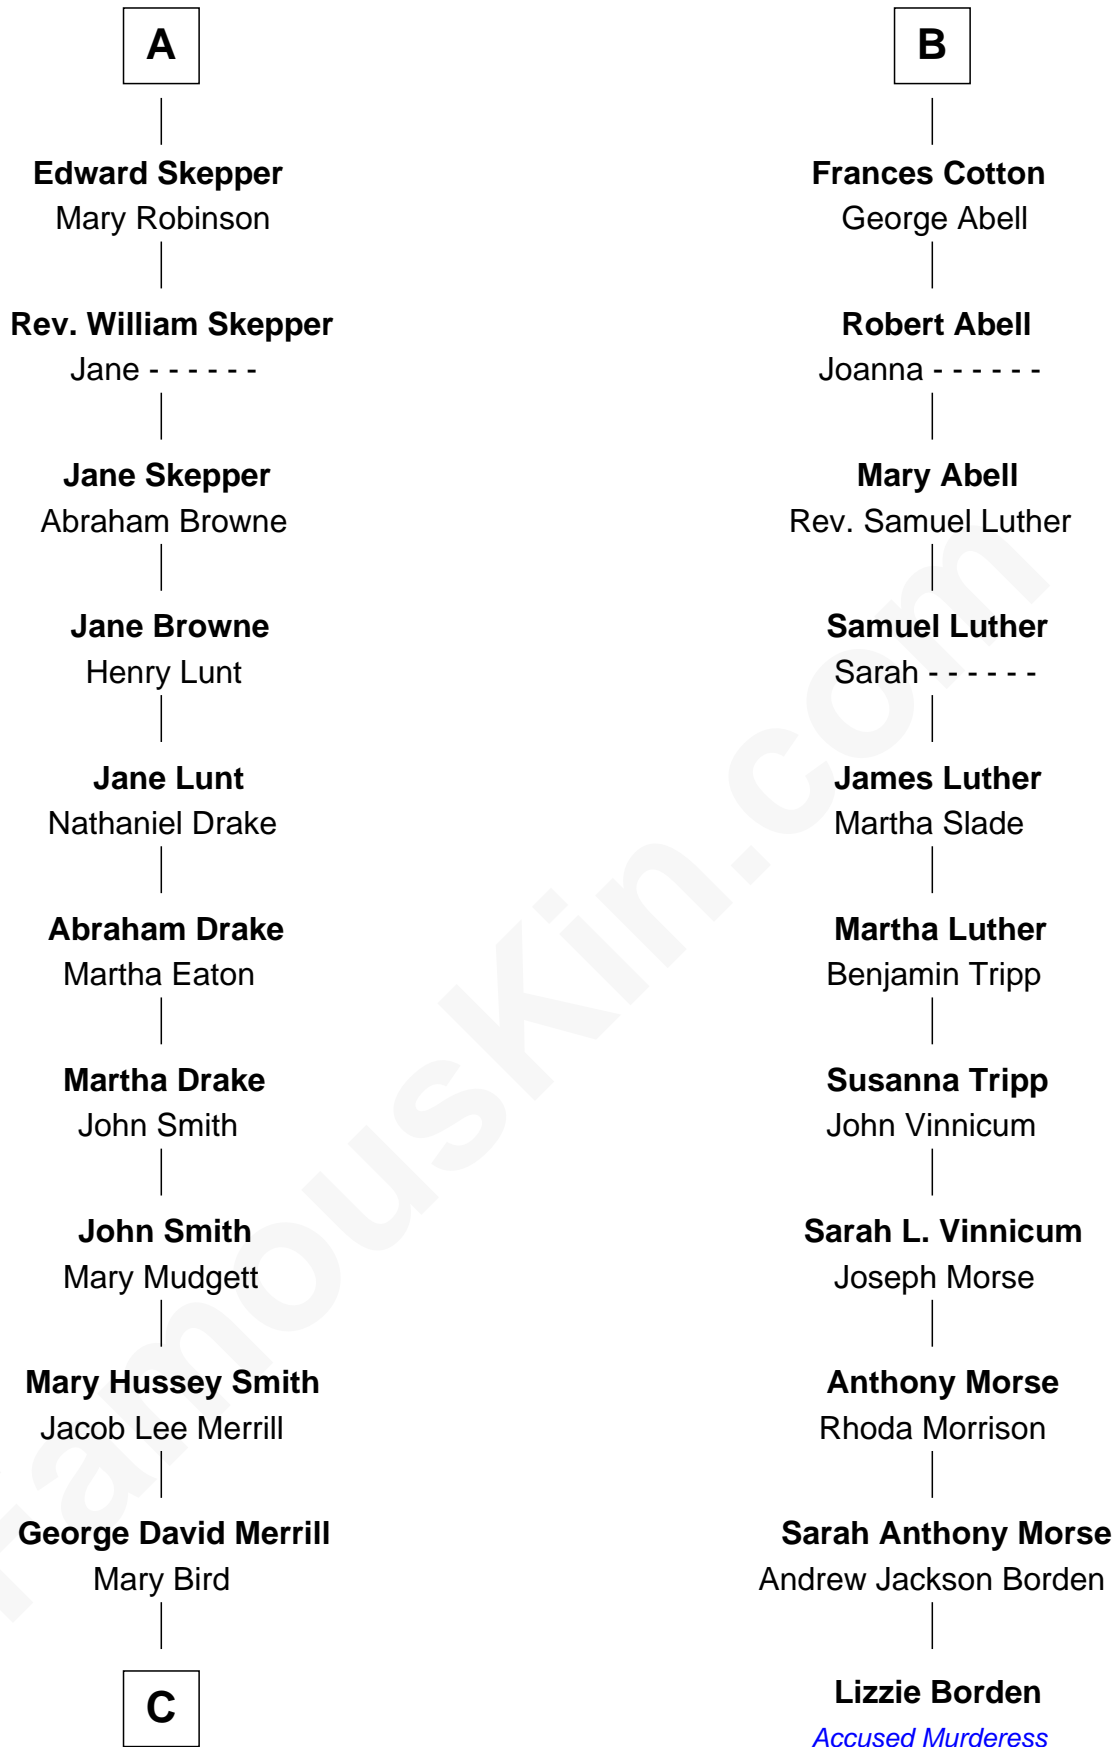 A
Edward Skepper
Mary Robinson
Rev. William Skepper
Jane - - - - - -
Jane Skepper
Abraham Browne
Jane Browne
Henry Lunt
Jane Lunt
Nathaniel Drake
Abraham Drake
Martha Eaton
Martha Drake
John Smith
John Smith
Mary Mudgett
Mary Hussey Smith
Jacob Lee Merrill
George David Merrill
Mary Bird
C
B
Frances Cotton
George Abell
Robert Abell
Joanna - - - - - -
Mary Abell
Rev. Samuel Luther
Samuel Luther
Sarah - - - - - -
James Luther
Martha Slade
Martha Luther
Benjamin Tripp
Susanna Tripp
John Vinnicum
Sarah L. Vinnicum
Joseph Morse
Anthony Morse
Rhoda Morrison
Sarah Anthony Morse
Andrew Jackson Borden
Lizzie Borden
Accused Murderess
FamousKin.com